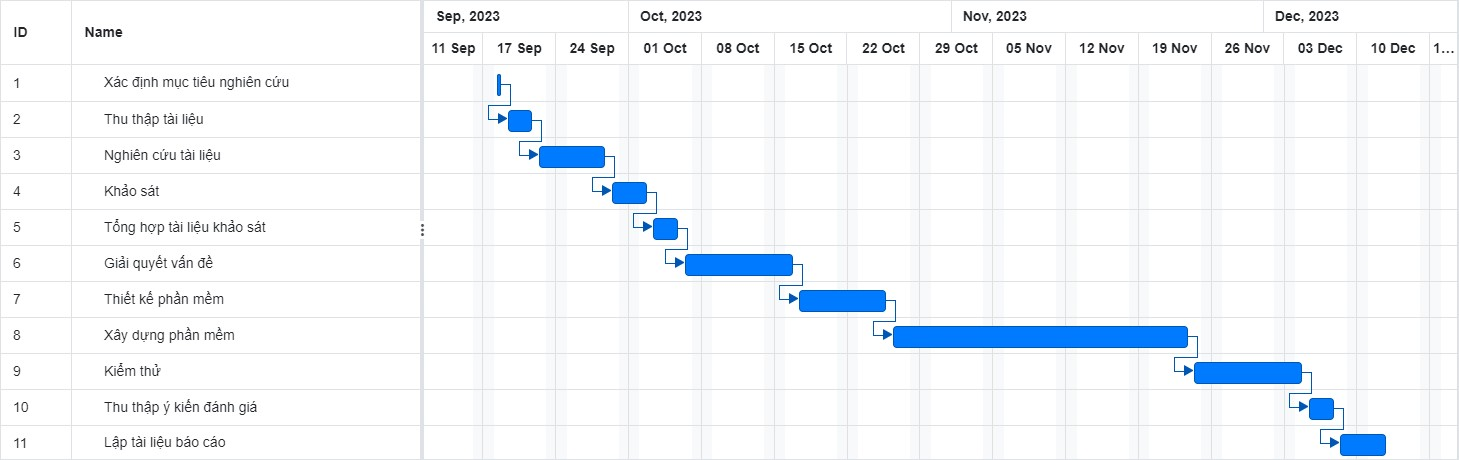 ID Name Sep, 2023 Oct, 2023 Nov, 2023 Dec, 2023
11 Sep 17 Sep 24 Sep 01 Oct 08 Oct 15 Oct 22 Oct 29 Oct 05 Nov 12 Nov 19 Nov 26 Nov 03 Dec 10 Dec 1...
1 Xác định mục tiêu nghiên cứu
2 Thu thập tài liệu
3 Nghiên cứu tài liệu
4 Khảo sát
5 Tổng hợp tài liệu khảo sát
6 Giải quyết vấn đề
7 Thiết kế phần mềm
8 Xây dựng phần mềm
9 Kiểm thử
10 Thu thập ý kiến đánh giá
11 Lập tài liệu báo cáo